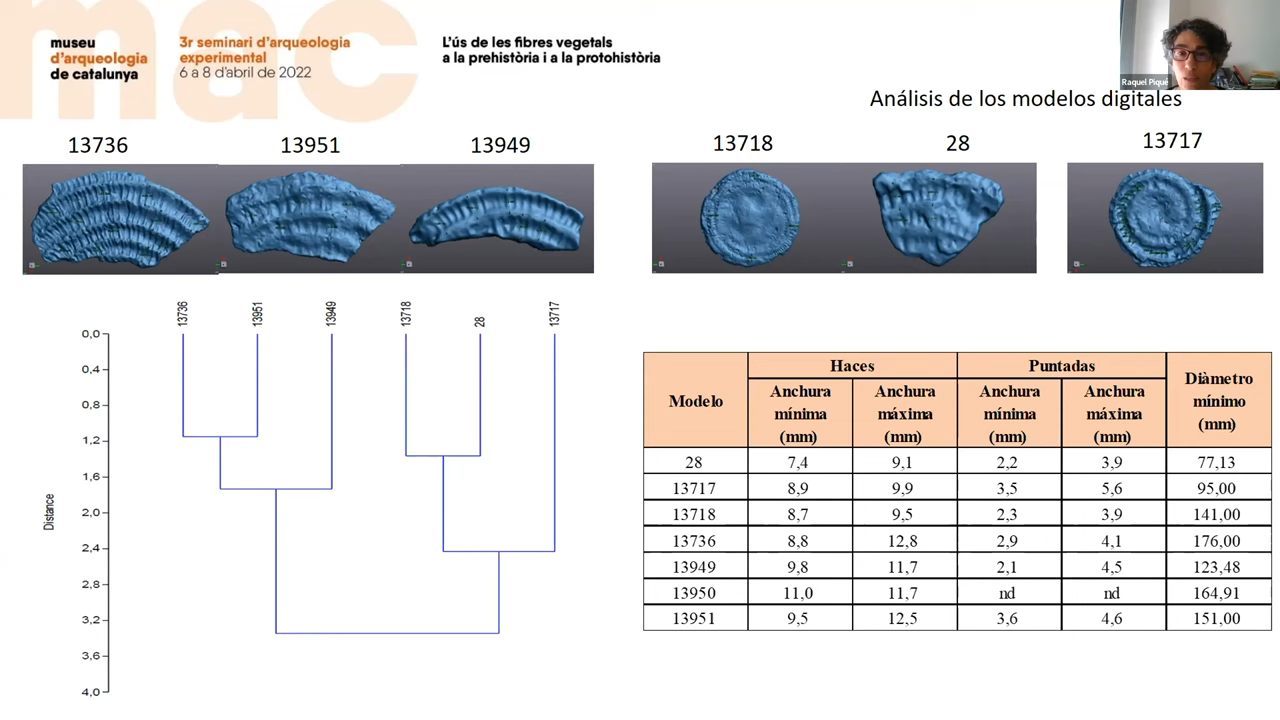 mac
museu
d'arqueologia
de catalunya
3r seminari d'arqueologia
experimental
6 a 8 d'abril de 2022
L'ús de les fibres vegetals
a la prehistòria i a la protohistòria
Raquel Piqué
Análisis de los modelos digitales
13736 13951 13949 13718 28 13717
13736 13951 13949 13718 28 13717
0,0
0,4
0,8
1,2
1,6
2,0
2,4
2,8
3,2
3,6
4,0
Distance
Modelo Haces Puntadas Diàmetro mínimo (mm)
Anchura mínima (mm) Anchura máxima (mm) Anchura mínima (mm) Anchura máxima (mm)
28 7,4 9,1 2,2 3,9 77,13
13717 8,9 9,9 3,5 5,6 95,00
13718 8,7 9,5 2,3 3,9 141,00
13736 8,8 12,8 2,9 4,1 176,00
13949 9,8 11,7 2,1 4,5 123,48
13950 11,0 11,7 nd nd 164,91
13951 9,5 12,5 3,6 4,6 151,00